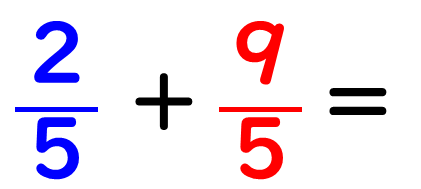 2/5 + 9/5 =